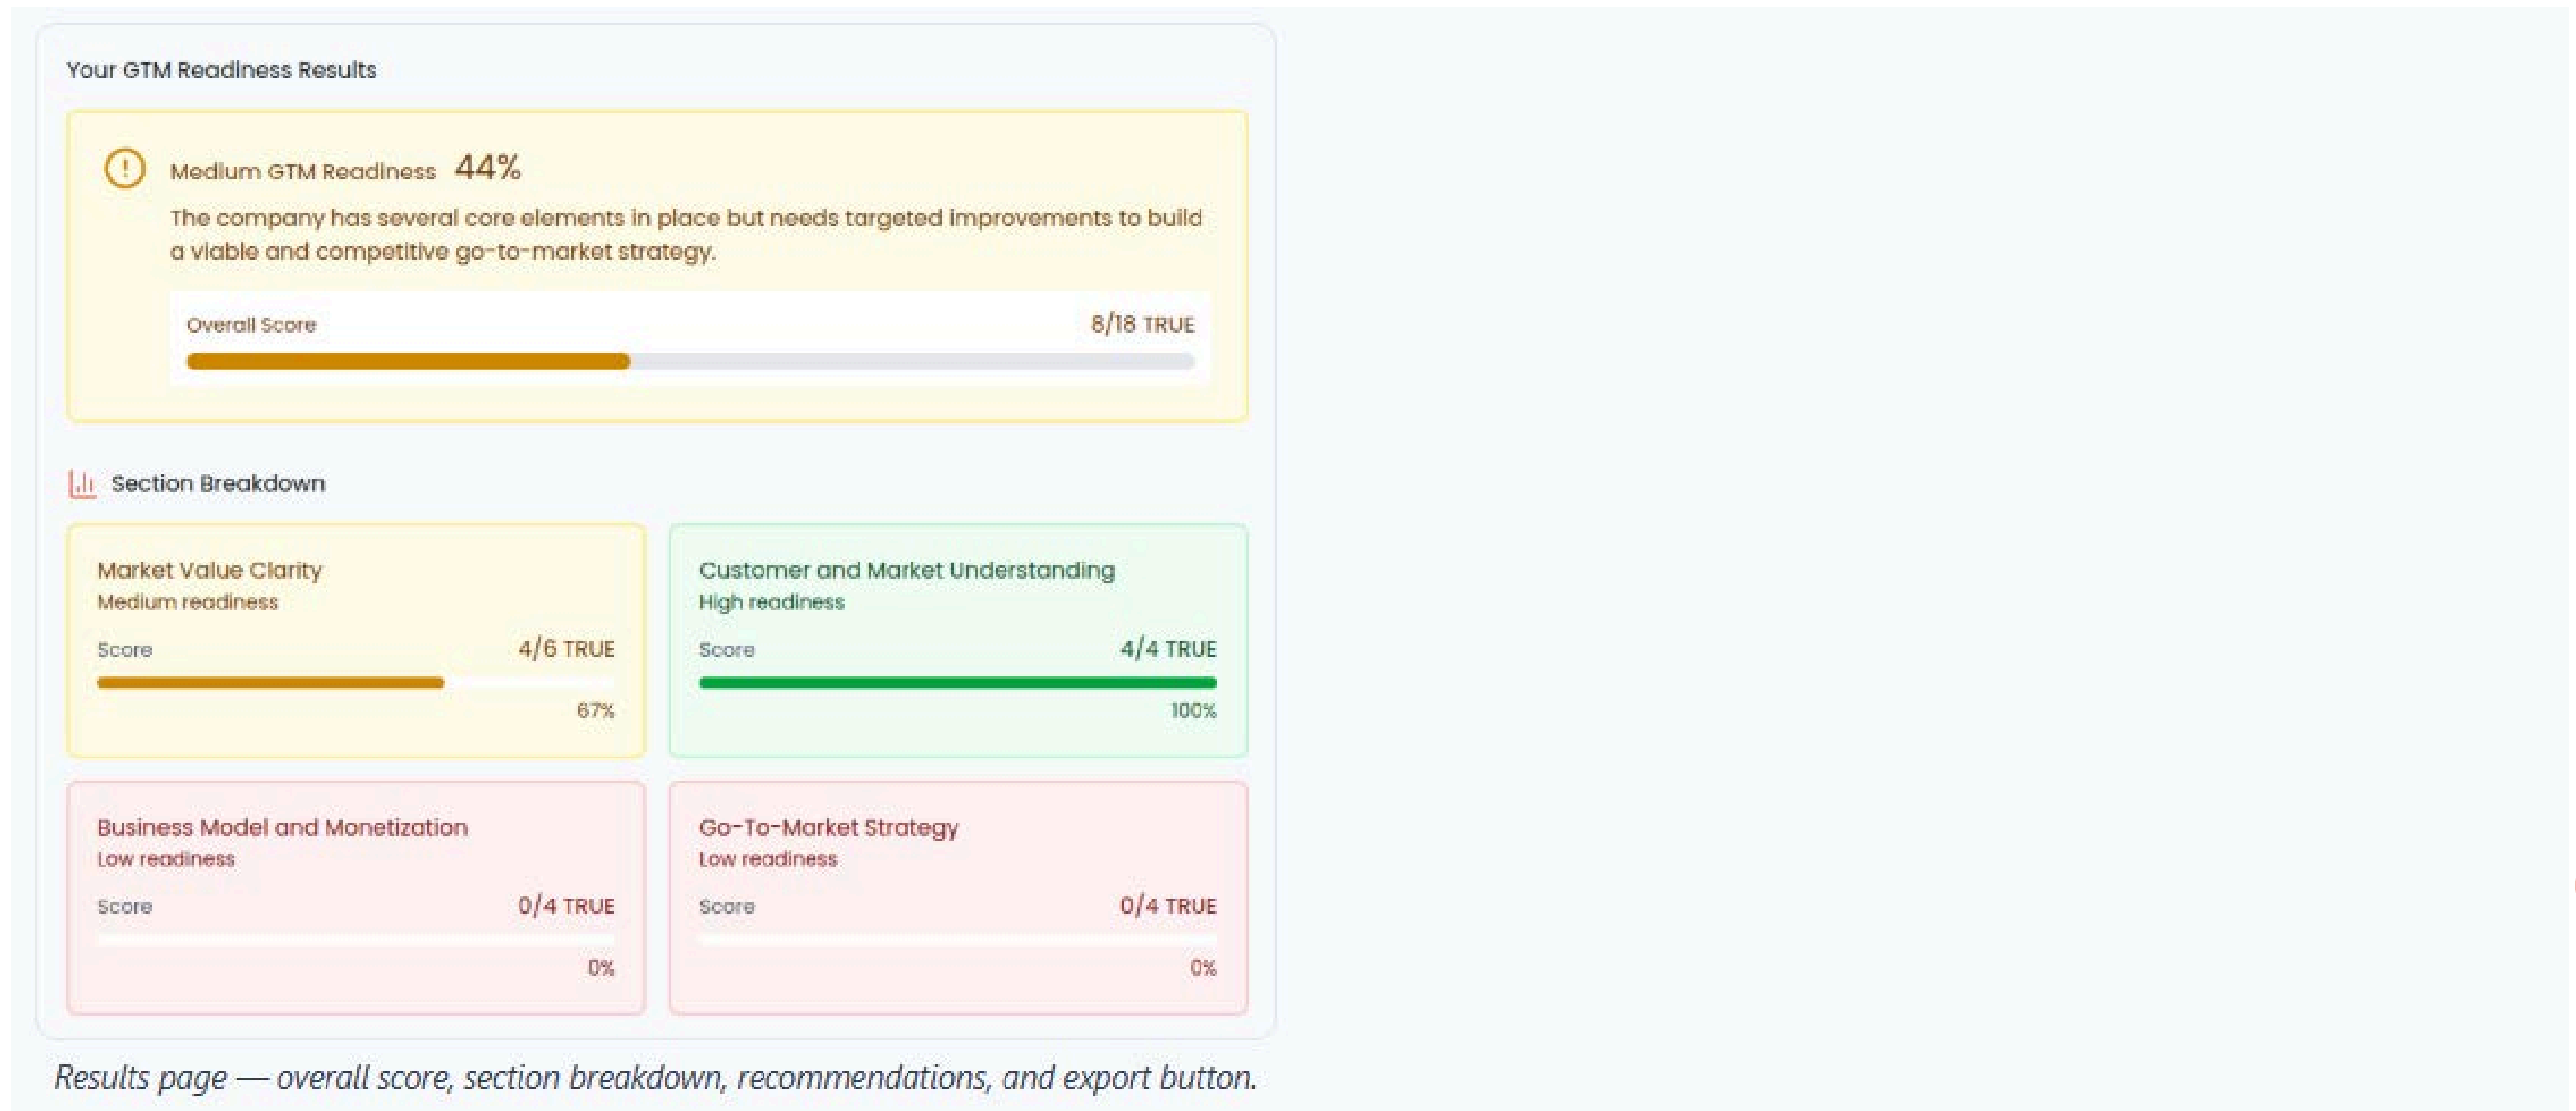 Your GTM Readiness Results
Medium GTM Readiness 44%
The company has several core elements in place but needs targeted improvements to build
a viable and competitive go-to-market strategy.
Overall Score 8/18 TRUE
Section Breakdown
Market Value Clarity
Medium readiness
Score 4/6 TRUE
67%
Customer and Market Understanding
High readiness
Score 4/4 TRUE
100%
Business Model and Monetization
Low readiness
Score 0/4 TRUE
0%
Go-To-Market Strategy
Low readiness
Score 0/4 TRUE
0%
Results page — overall score, section breakdown, recommendations, and export button.